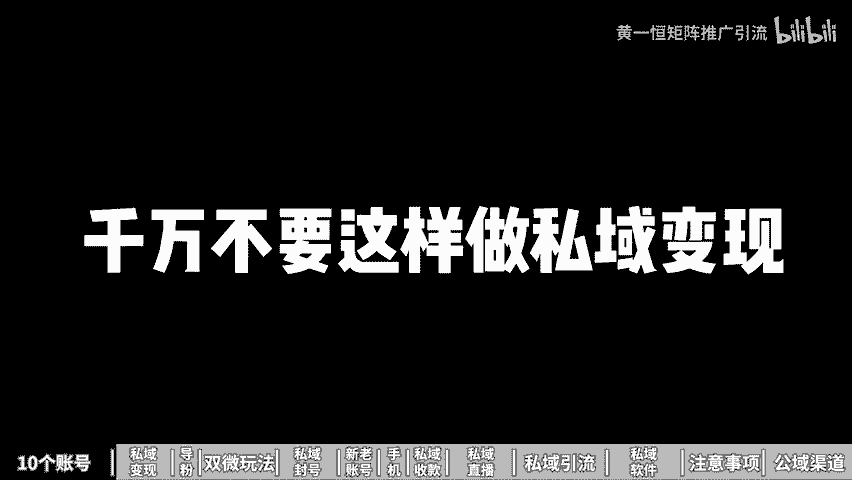 黄一恒矩阵推广引流 bilibili
千万不要这样做私域变现
10个账号
私域
变现
导
粉
双微玩法
私域
封号
新老
账号
手
机
私域
收款
私域
直播
私域引流
私域
软件
注意事项
公域渠道